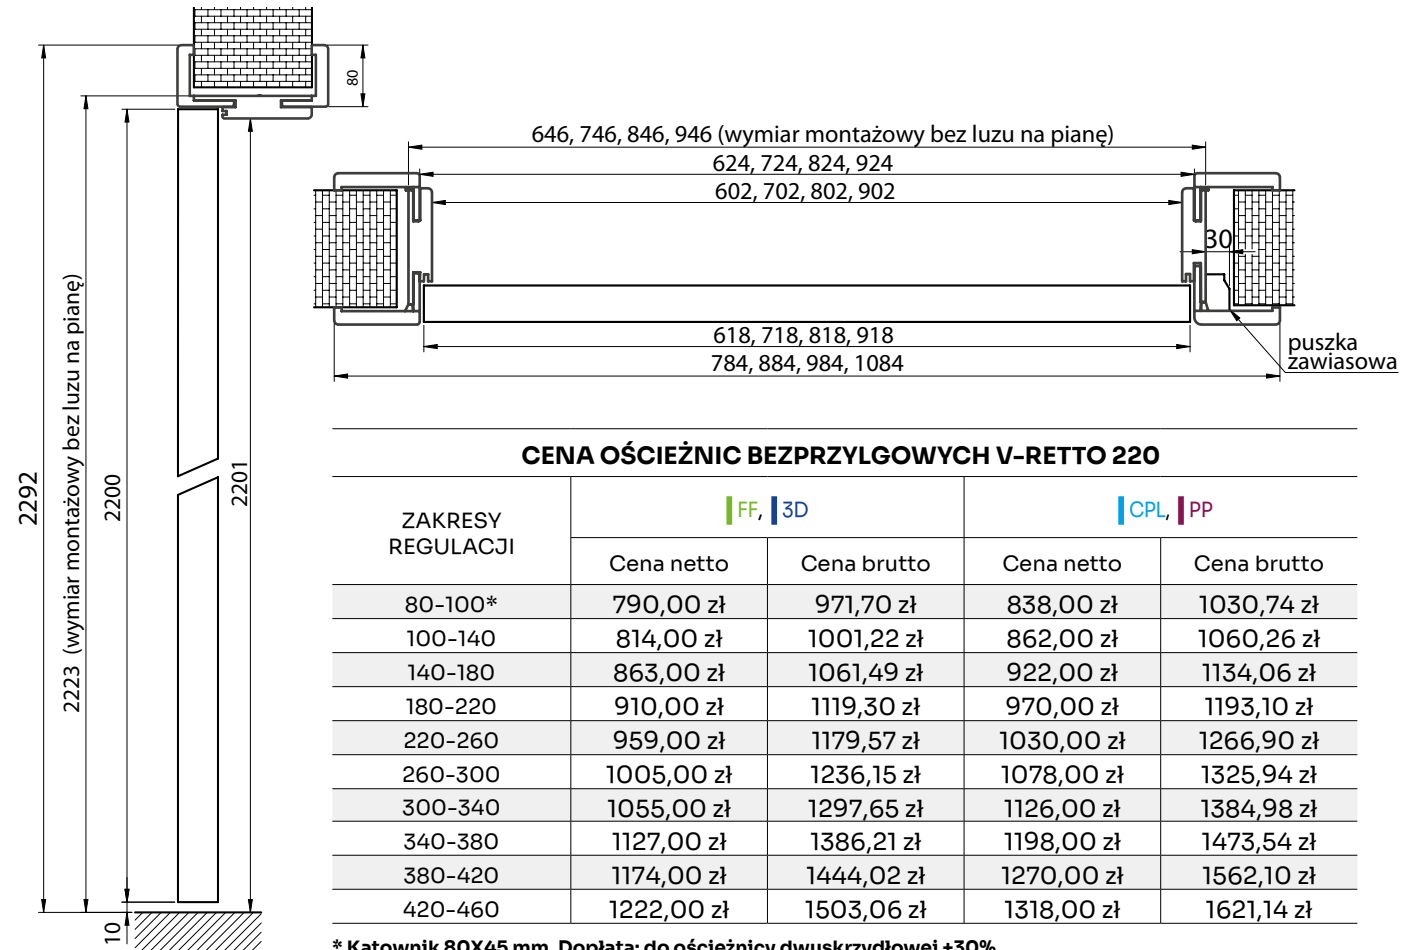 80
2292
2223 (wymiar montażowy bez luzu na pianę)
2200
2201
10
646, 746, 846, 946 (wymiar montażowy bez luzu na pianę)
624, 724, 824, 924
602, 702, 802, 902
30
618, 718, 818, 918
784, 884, 984, 1084
puszka
zawiasowa
CENA OŚCIEŻNIC BEZPRZYLGOWYCH V-RETTO 220
ZAKRESY
REGULACJI
FF, 3D
CPL, PP
Cena netto Cena brutto Cena netto Cena brutto
80-100* 790,00 zł 971,70 zł 838,00 zł 1030,74 zł
100-140 814,00 zł 1001,22 zł 862,00 zł 1060,26 zł
140-180 863,00 zł 1061,49 zł 922,00 zł 1134,06 zł
180-220 910,00 zł 1119,30 zł 970,00 zł 1193,10 zł
220-260 959,00 zł 1179,57 zł 1030,00 zł 1266,90 zł
260-300 1005,00 zł 1236,15 zł 1078,00 zł 1325,94 zł
300-340 1055,00 zł 1297,65 zł 1126,00 zł 1384,98 zł
340-380 1127,00 zł 1386,21 zł 1198,00 zł 1473,54 zł
380-420 1174,00 zł 1444,02 zł 1270,00 zł 1562,10 zł
420-460 1222,00 zł 1503,06 zł 1318,00 zł 1621,14 zł
* Kątownik 80X45 mm. Dopłata: do ościeżnicy dwuskrzydłowej +30%